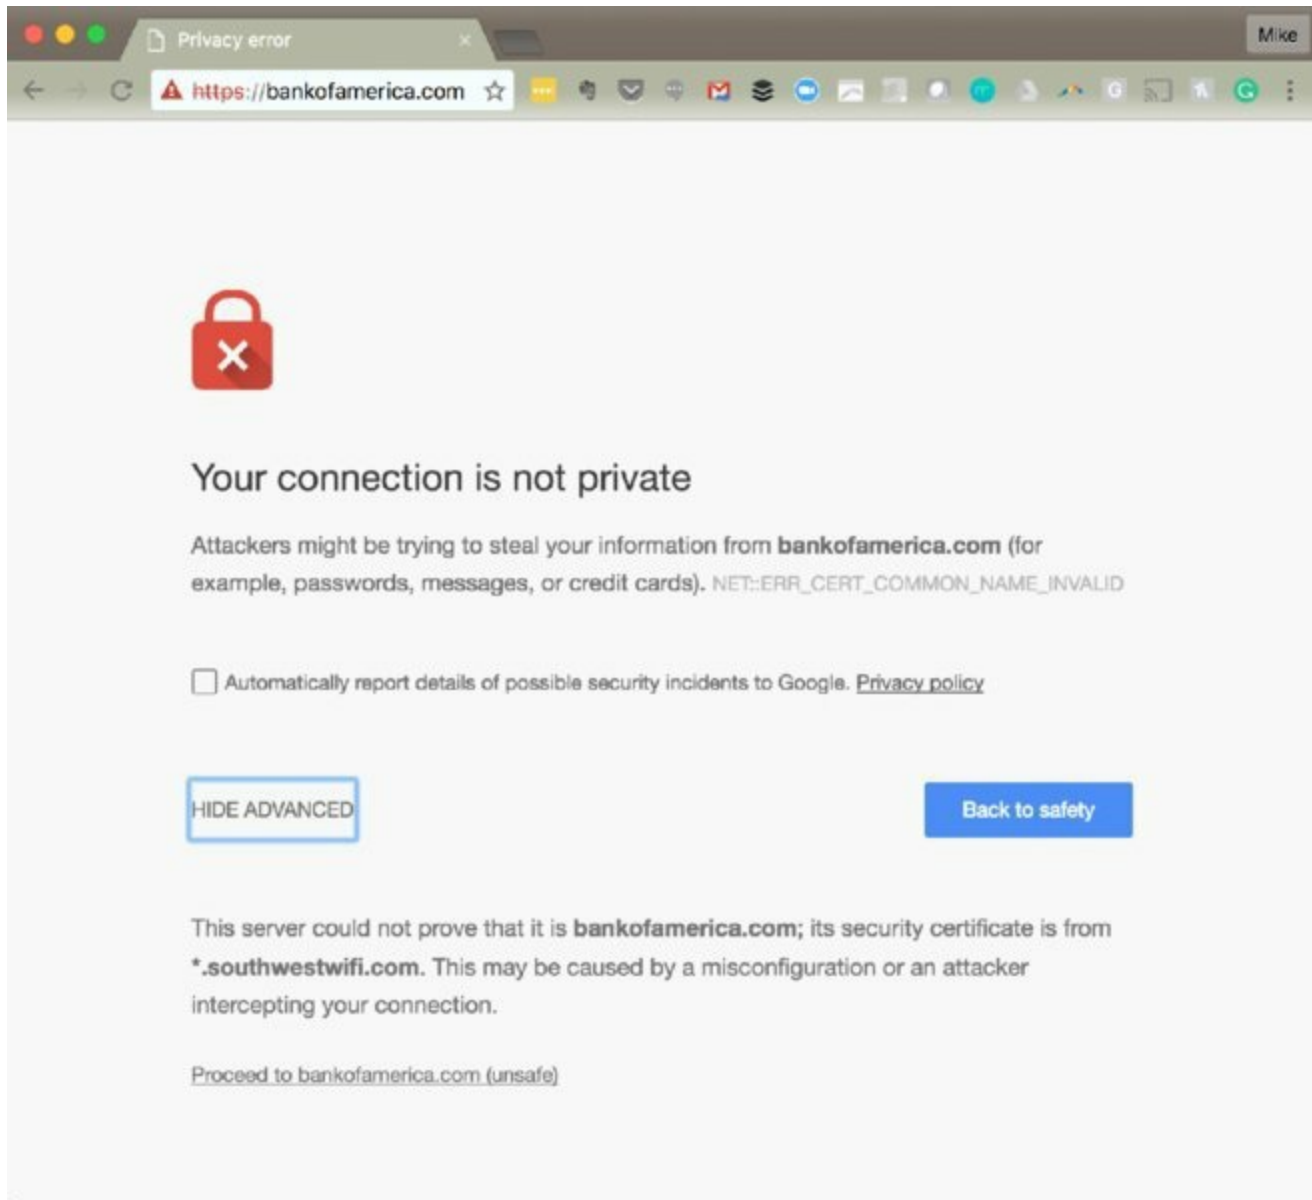 Privacy error
Mike
https://bankofamerica.com
Your connection is not private
Attackers might be trying to steal your information from bankofamerica.com (for
example, passwords, messages, or credit cards). NET::ERR_CERT_COMMON_NAME_INVALID
Automatically report details of possible security incidents to Google. Privacy policy
HIDE ADVANCED
Back to safety
This server could not prove that it is bankofamerica.com; its security certificate is from
*.southwestwifi.com. This may be caused by a misconfiguration or an attacker
intercepting your connection.
Proceed to bankofamerica.com (unsafe)